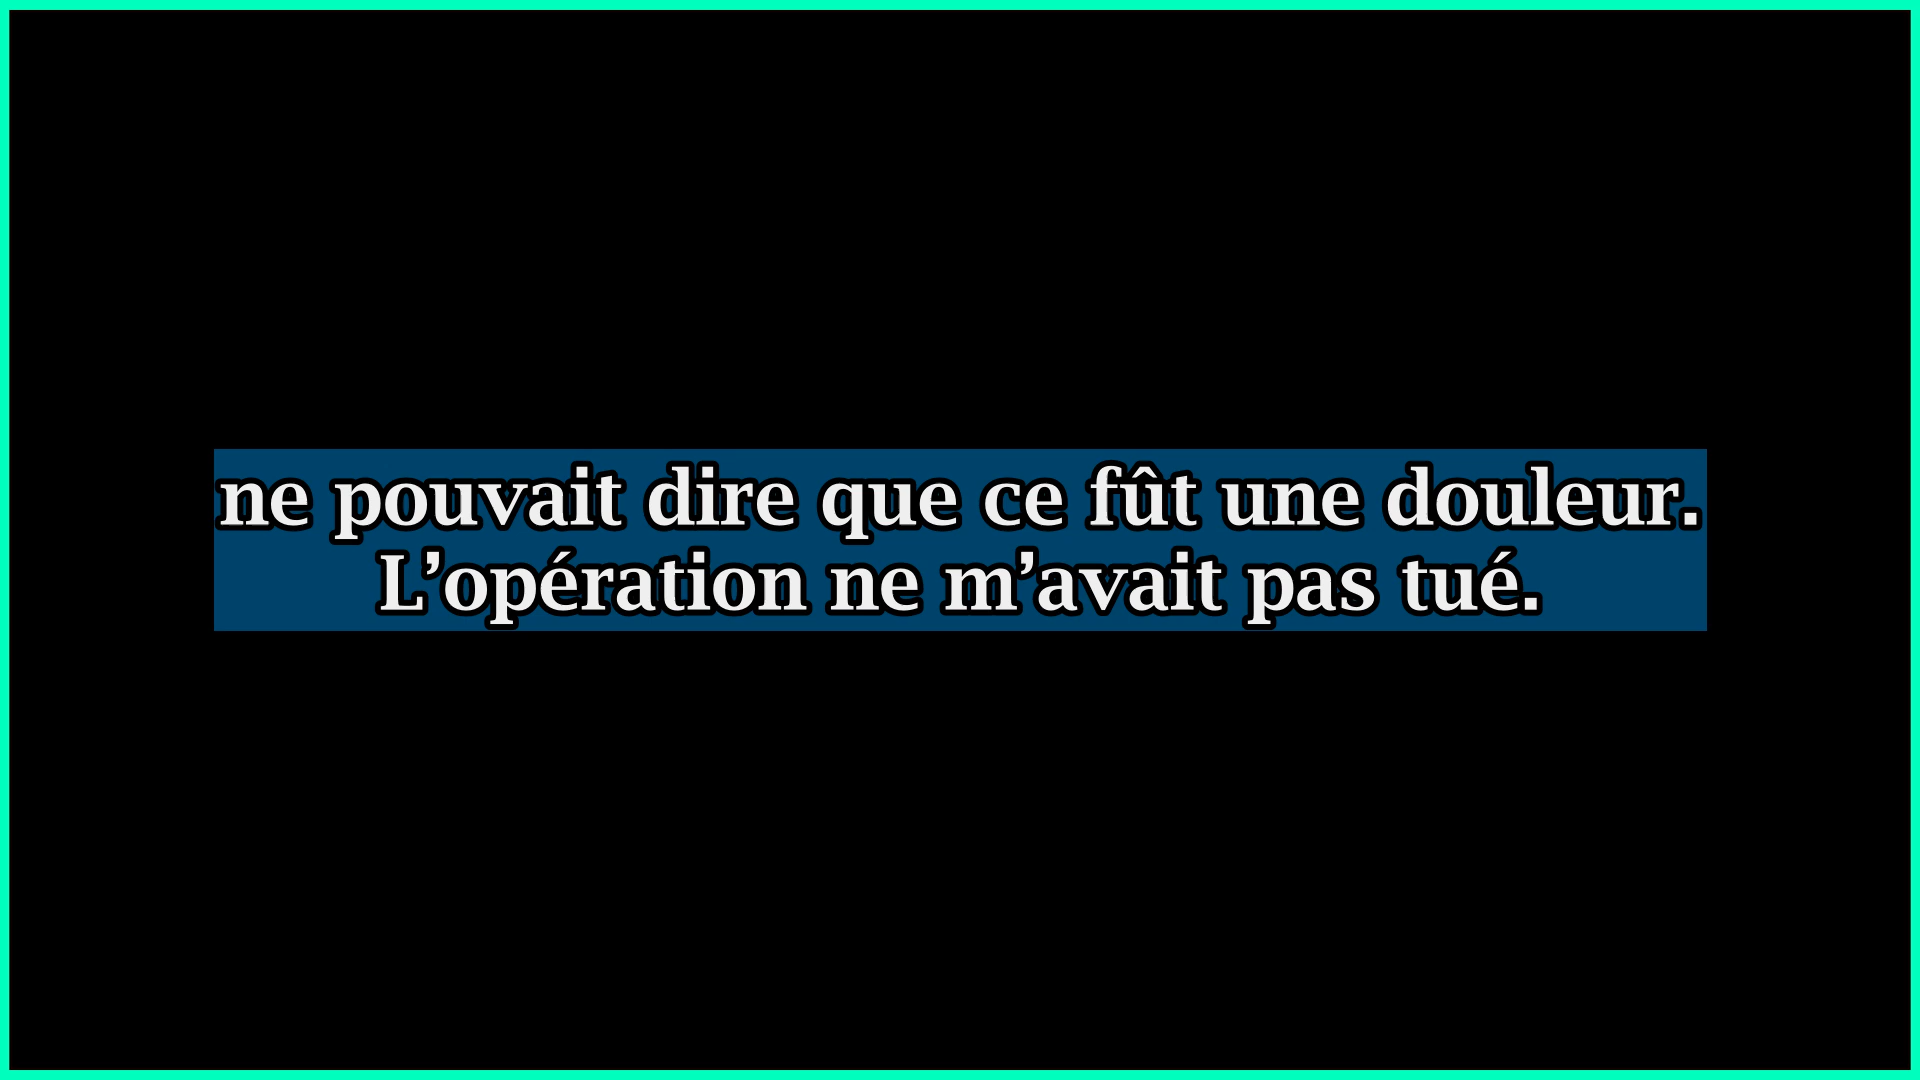 ne pouvait dire que ce fût une douleur.
L’opération ne m’avait pas tué.